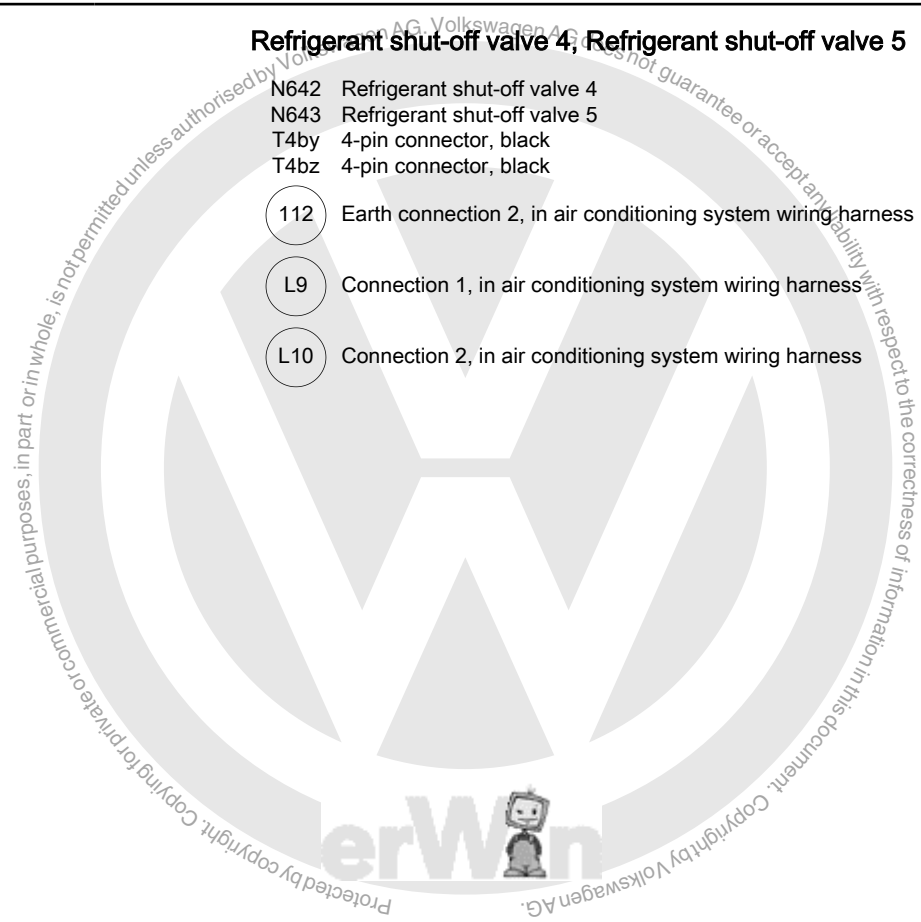 Refrigerant shut-off valve 4, Refrigerant shut-off valve 5
N642 Refrigerant shut-off valve 4
N643 Refrigerant shut-off valve 5
T4by 4-pin connector, black
T4bz 4-pin connector, black
112 Earth connection 2, in air conditioning system wiring harness
L9 Connection 1, in air conditioning system wiring harness
L10 Connection 2, in air conditioning system wiring harness
erWin
Protected by copyright. Copying for private or commercial purposes, in part or in whole, is not permitted unless authorised by Volkswagen AG. Volkswagen AG does not guarantee or accept any liability with respect to the correctness of information in this document. Copyright by Volkswagen AG.